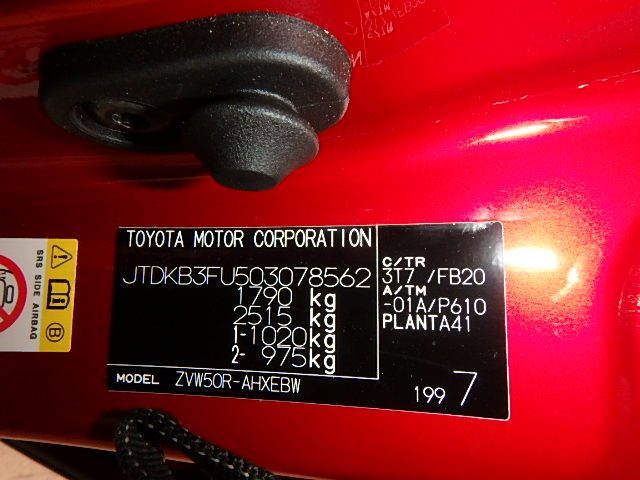 TOYOTA MOTOR CORPORATION
JTDKB3FU503078562
1790 kg
2515 kg
1-1020kg
2- 975kg
C/TR
3T7 /FB20
A/TM
-01A/P610
PLANTA41
MODEL ZVW50R-AHXEBW
199 7
SRS SIDE AIRBAG
B